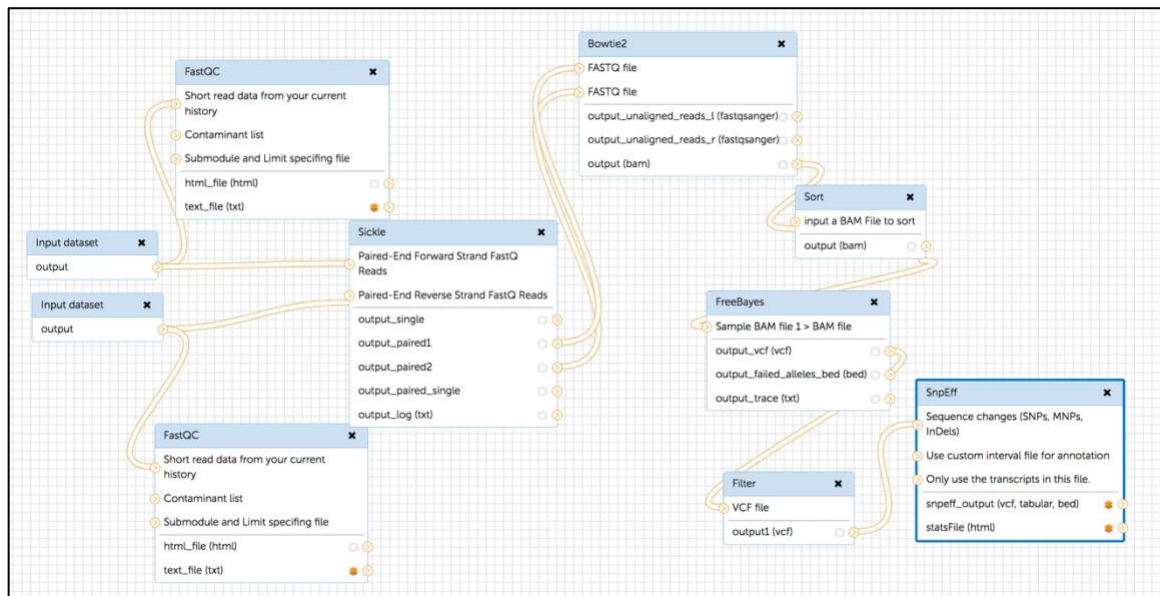 FastQC
Short read data from your current
history
Contaminant list
Submodule and Limit specifing file
html_file (html)
text_file (txt)
Input dataset
output
Input dataset
output
Sickle
Paired-End Forward Strand FastQ
Reads
Paired-End Reverse Strand FastQ Reads
output_single
output_paired1
output_paired2
output_paired_single
output_log (txt)
FastQC
Short read data from your current
history
Contaminant list
Submodule and Limit specifing file
html_file (html)
text_file (txt)
Bowtie2
FASTQ file
FASTQ file
output_unaligned_reads_l (fastqsanger)
output_unaligned_reads_r (fastqsanger)
output (bam)
Sort
input a BAM File to sort
output (bam)
FreeBayes
Sample BAM file 1 > BAM file
output_vcf (vcf)
output_failed_alleles_bed (bed)
output_trace (txt)
Filter
VCF file
output1 (vcf)
SnpEff
Sequence changes (SNPs, MNPs,
InDels)
Use custom interval file for annotation
Only use the transcripts in this file.
snpeff_output (vcf, tabular, bed)
statsFile (html)